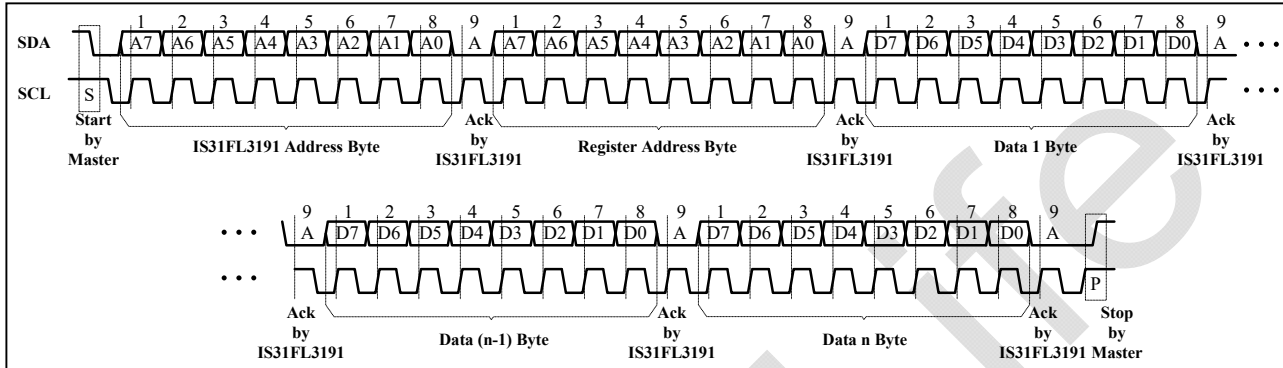 1 2 3 4 5 6 7 8 9 1 2 3 4 5 6 7 8 9 1 2 3 4 5 6 7 8 9
SDA A7 A6 A5 A4 A3 A2 A1 A0 A A7 A6 A5 A4 A3 A2 A1 A0 A D7 D6 D5 D4 D3 D2 D1 D0 A
SCL S
Start by Master
IS31FL3191 Address Byte
Ack by IS31FL3191
Register Address Byte
Ack by IS31FL3191
Data 1 Byte
Ack by IS31FL3191
9 1 2 3 4 5 6 7 8 9 1 2 3 4 5 6 7 8 9
A D7 D6 D5 D4 D3 D2 D1 D0 A D7 D6 D5 D4 D3 D2 D1 D0 A
P
Ack by IS31FL3191
Data (n-1) Byte
Ack by IS31FL3191
Data n Byte
Ack by IS31FL3191
Stop by Master